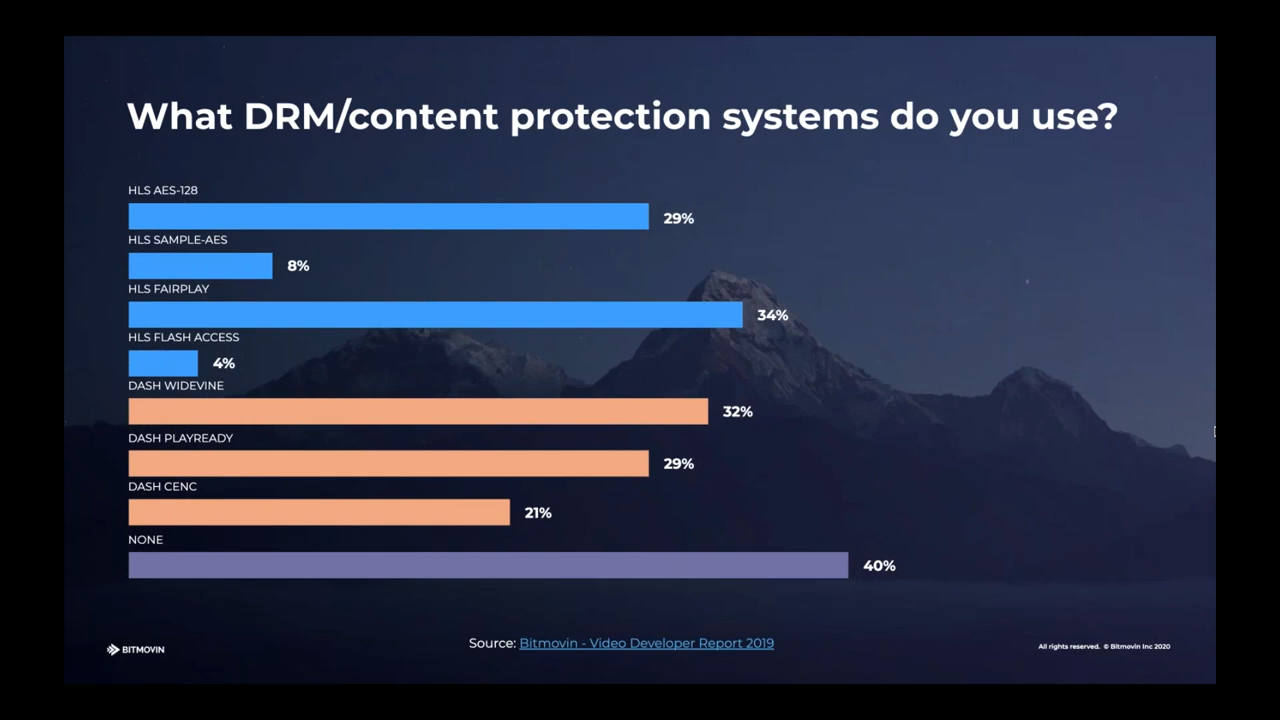 What DRM/content protection systems do you use?
HLS AES-128
29%
HLS SAMPLE-AES
8%
HLS FAIRPLAY
34%
HLS FLASH ACCESS
4%
DASH WIDEVINE
32%
DASH PLAYREADY
29%
DASH CENC
21%
NONE
40%
BITMOVIN
Source: Bitmovin - Video Developer Report 2019
All rights reserved. © Bitmovin Inc 2020